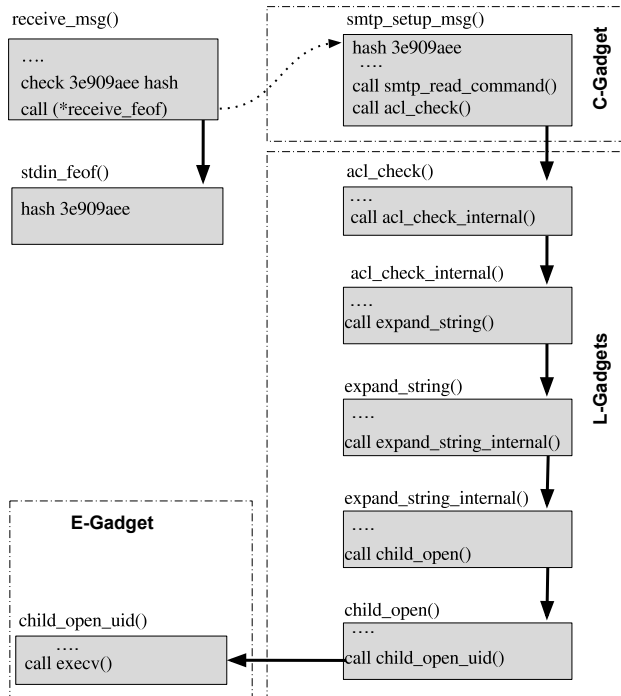 receive_msg()
....
check 3e909aee hash
call (*receive_feof)
stdin_feof()
hash 3e909aee
smtp_setup_msg()
hash 3e909aee
....
call smtp_read_command()
call acl_check()
C-Gadget
acl_check()
....
call acl_check_internal()
acl_check_internal()
....
call expand_string()
expand_string()
....
call expand_string_internal()
expand_string_internal()
....
call child_open()
child_open()
....
call child_open_uid()
L-Gadgets
E-Gadget
child_open_uid()
....
call execv()